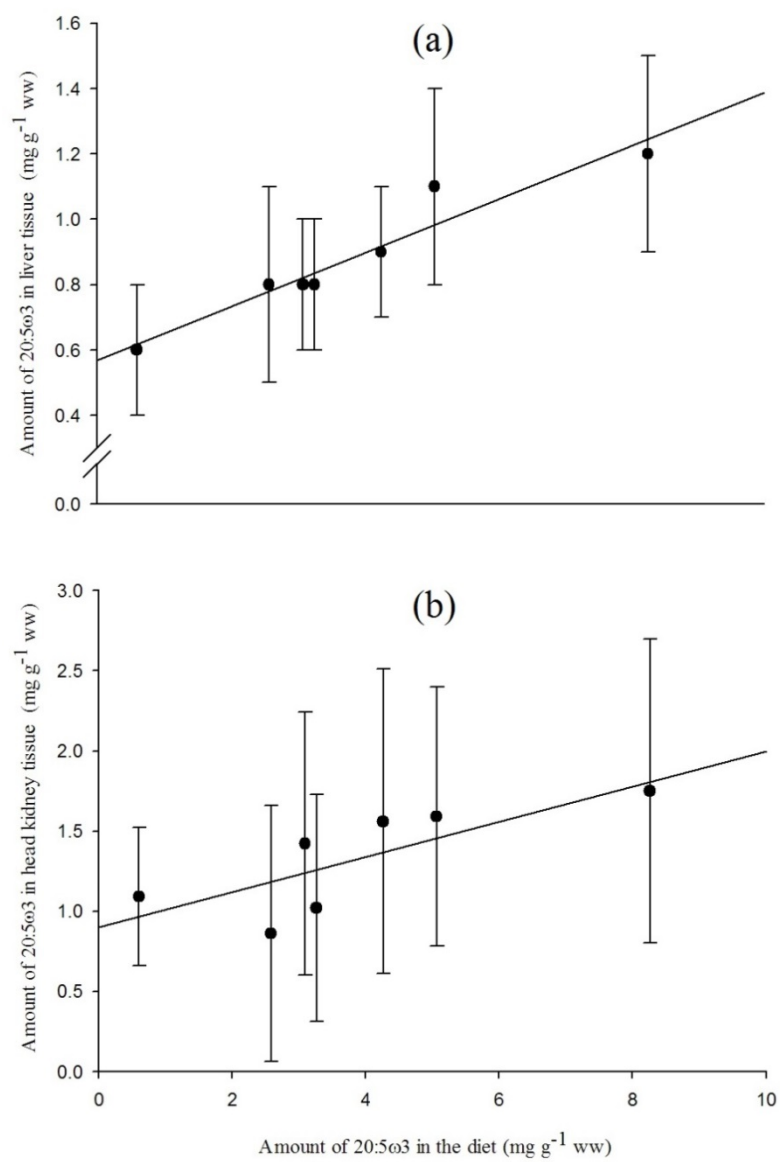 (a)
Amount of 20:5ω3 in liver tissue (mg g⁻¹ ww)
1.6
1.4
1.2
1.0
0.8
0.6
0.4
0.0
(b)
Amount of 20:5ω3 in head kidney tissue (mg g⁻¹ ww)
3.0
2.5
2.0
1.5
1.0
0.5
0.0
0 2 4 6 8 10
Amount of 20:5ω3 in the diet (mg g⁻¹ ww)